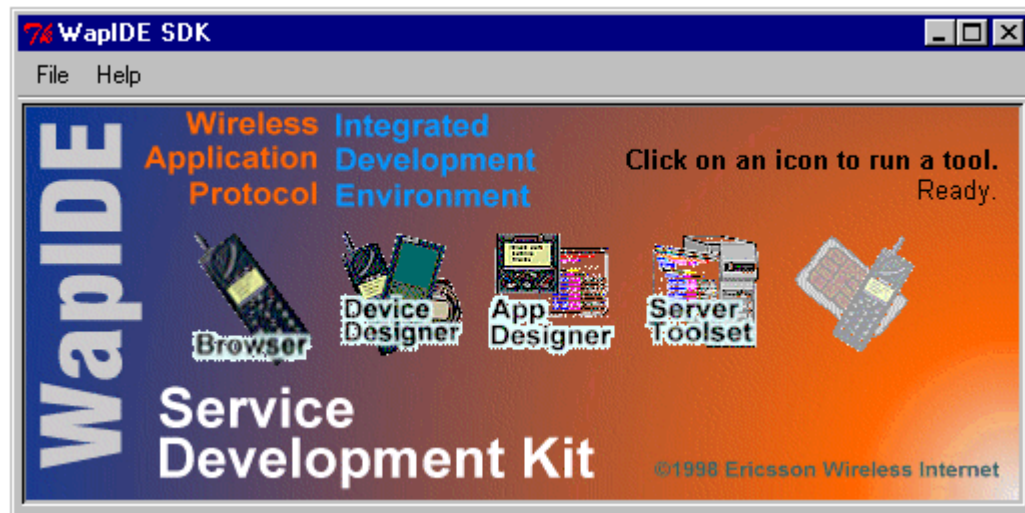 WapIDE SDK
File Help
WapIDE
Wireless Integrated
Application Development
Protocol Environment
Click on an icon to run a tool.
Ready.
Browser
Device
Designer
App
Designer
Server
Toolset
Service
Development Kit
©1998 Ericsson Wireless Internet